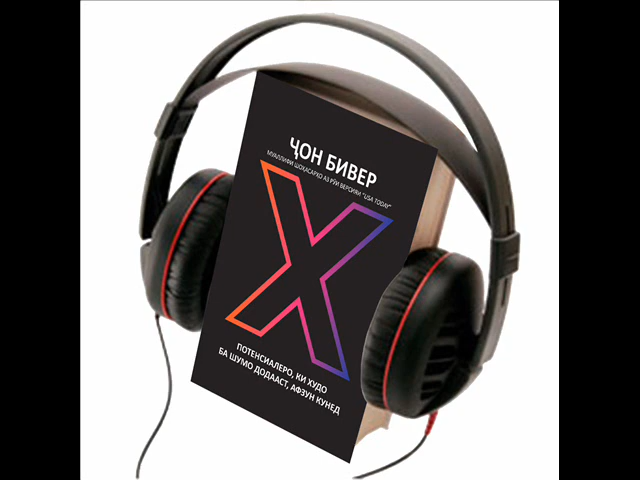 ҶОН БИВЕР
МУАЛЛИФИ ШОҲАСАРҲО АЗ РӮИ ВЕРСИЯИ "USA TODAY"
X
ПОТЕНСИАЛЕРО, КИ ХУДО
БА ШУМО ДОДААСТ, АФЗУН КУНЕД